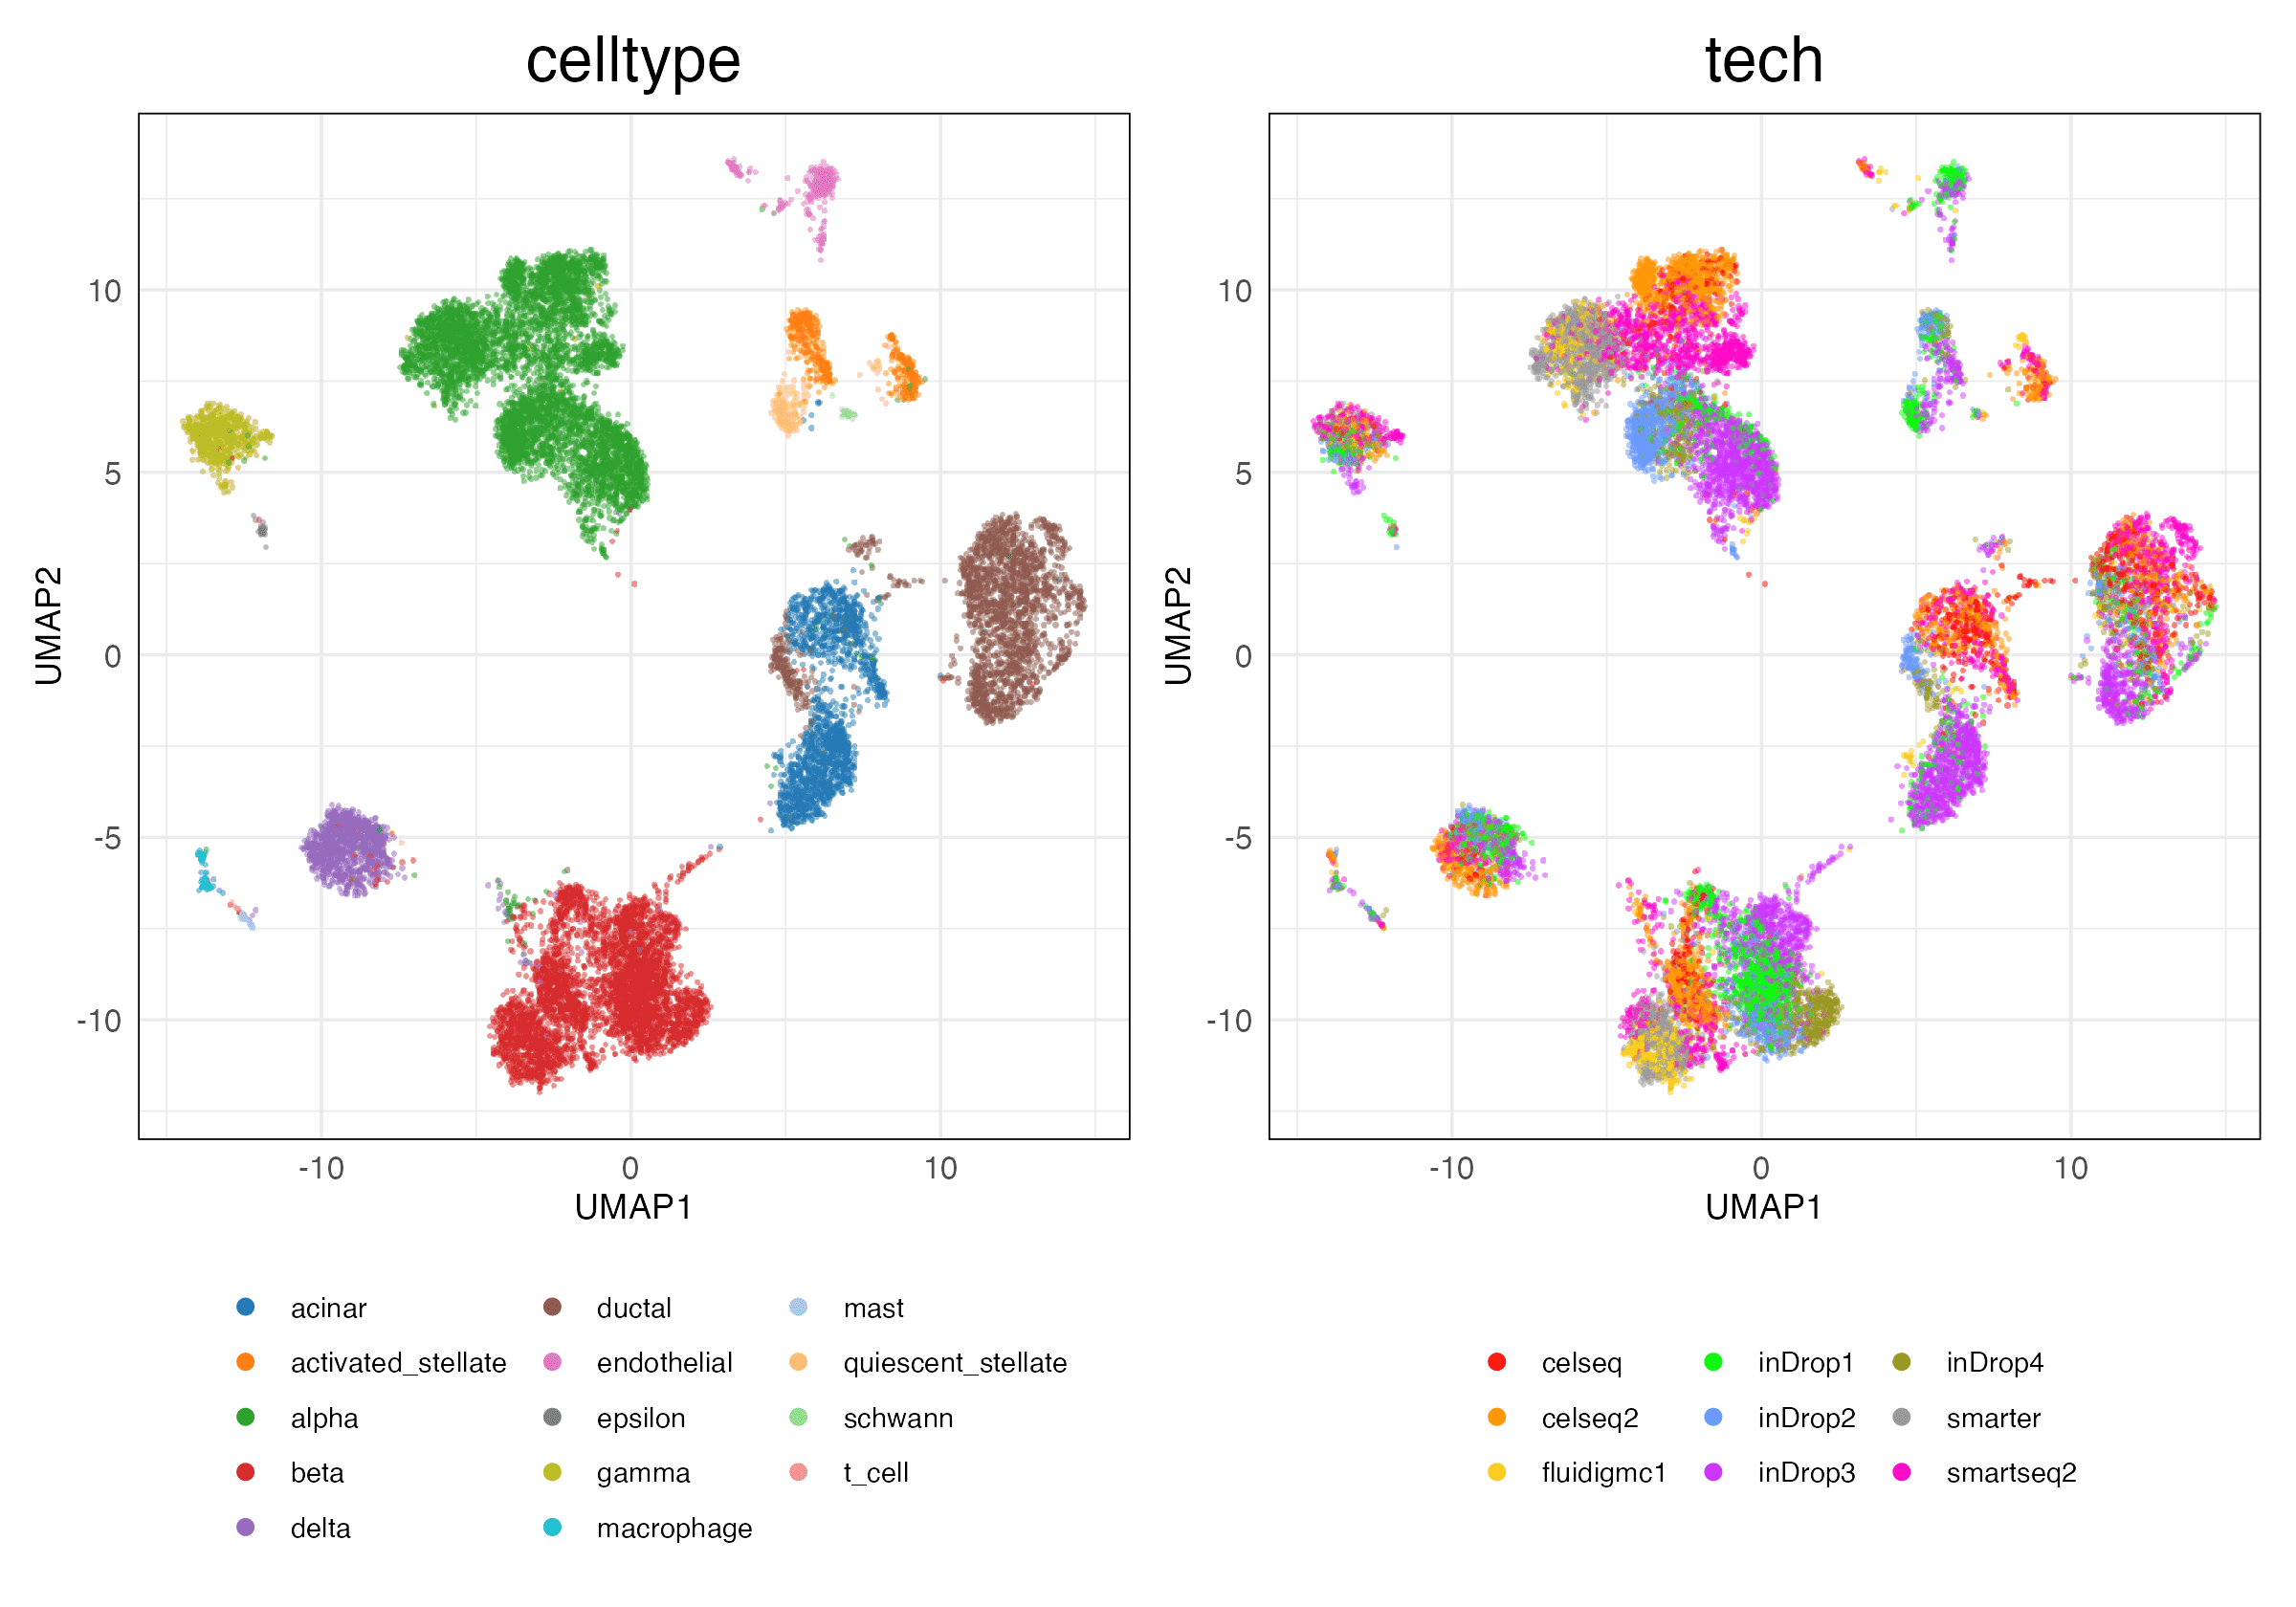 celltype
tech
10
5
0
-5
-10
UMAP2
-10
0
10
UMAP1
10
5
0
-5
-10
UMAP2
-10
0
10
UMAP1
acinar
activated_stellate
alpha
beta
delta
ductal
endothelial
epsilon
gamma
macrophage
mast
quiescent_stellate
schwann
t_cell
celseq
celseq2
fluidigmc1
inDrop1
inDrop2
inDrop3
inDrop4
smarter
smartseq2